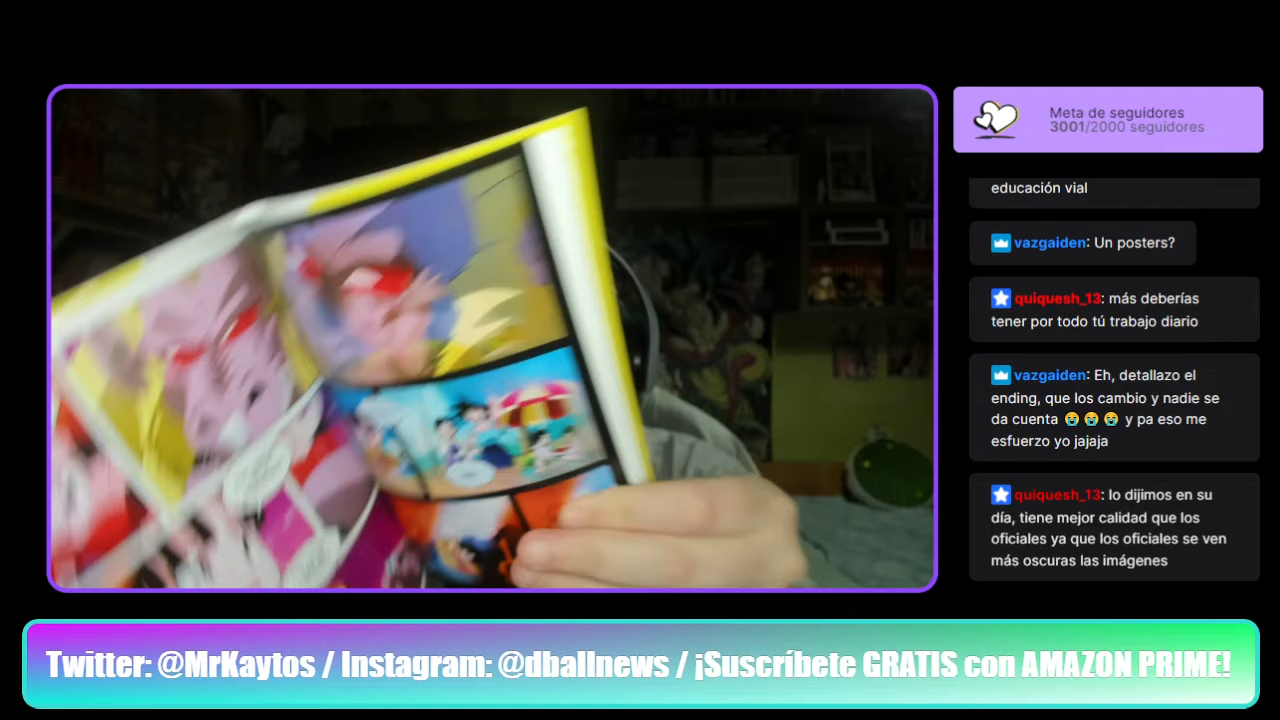 Meta de seguidores
3001/2000 seguidores
educación vial
vazgaiden: Un posters?
quiquesh_13: más deberías
tener por todo tú trabajo diario
vazgaiden: Eh, detallazo el
ending, que los cambio y nadie se
da cuenta 😭😭😭 y pa eso me
esfuerzo yo jajaja
quiquesh_13: lo dijimos en su
día, tiene mejor calidad que los
oficiales ya que los oficiales se ven
más oscuras las imágenes
Twitter: @MrKaytos / Instagram: @dballnews / ¡Suscríbete GRATIS con AMAZON PRIME!